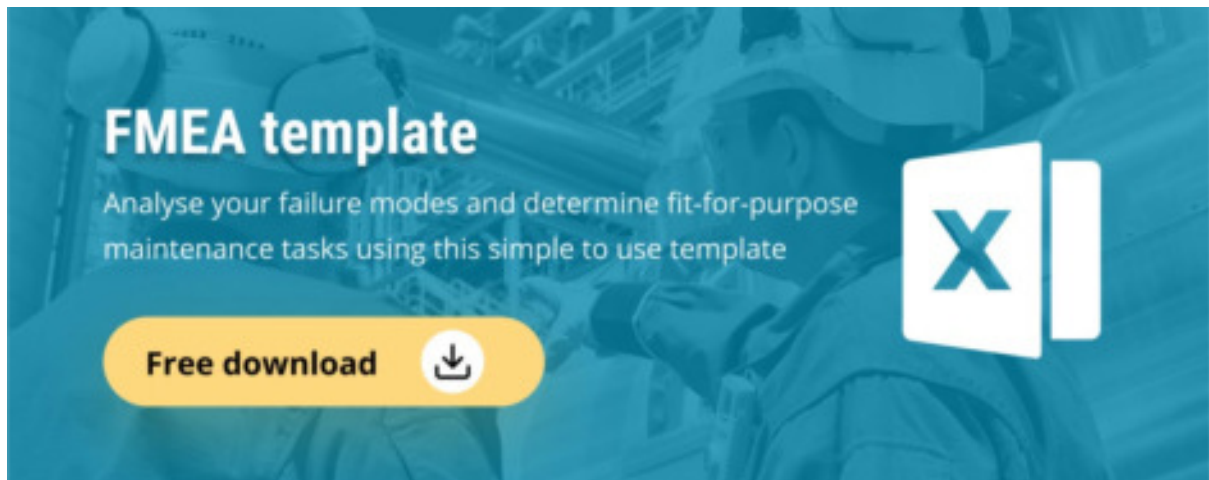 FMEA template
Analyse your failure modes and determine fit-for-purpose
maintenance tasks using this simple to use template
X
Free download